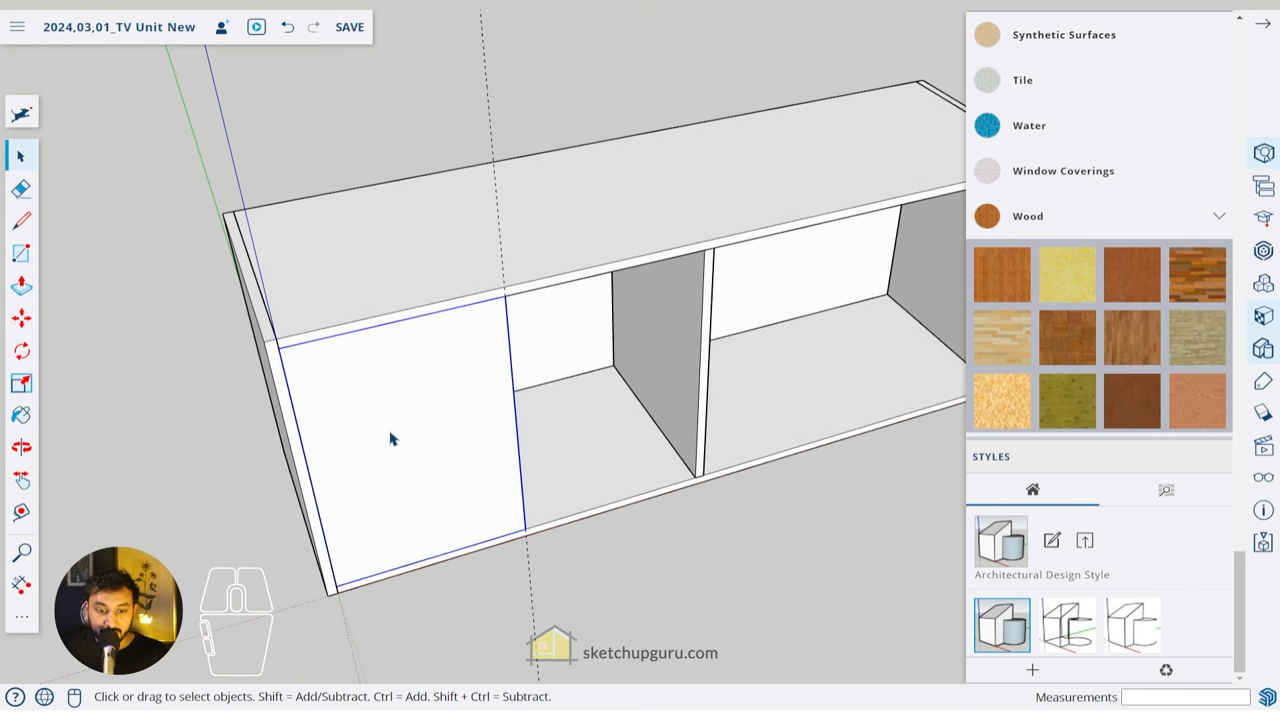 2024,03,01_TV Unit New
SAVE
Synthetic Surfaces
Tile
Water
Window Coverings
Wood
STYLES
Architectural Design Style
sketchupguru.com
Click or drag to select objects. Shift = Add/Subtract. Ctrl = Add. Shift + Ctrl = Subtract.
Measurements